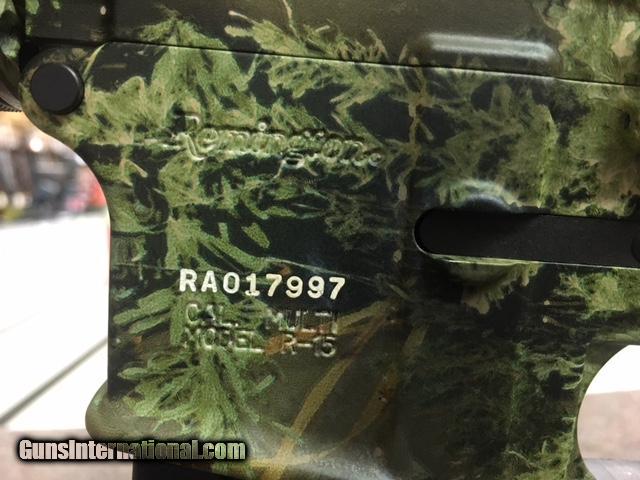 Remington
RA017997
CAL. MULTI
MODEL R-15
GunsInternational.com